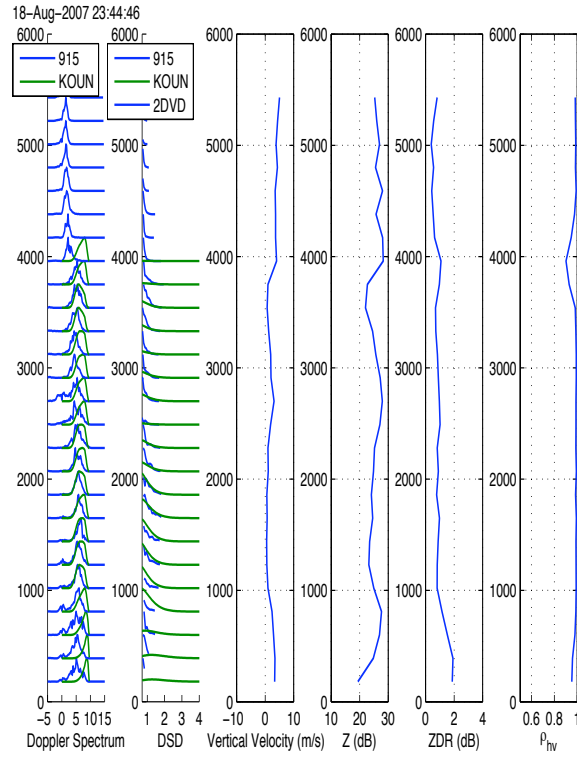 18-Aug-2007 23:44:46
915
KOUN
915
KOUN
2DVD
6000
5000
4000
3000
2000
1000
0
-5 0 5 10 15
Doppler Spectrum
6000
5000
4000
3000
2000
1000
0
1 2 3 4
DSD
6000
5000
4000
3000
2000
1000
0
-10 0 10
Vertical Velocity (m/s)
6000
5000
4000
3000
2000
1000
0
10 20 30
Z (dB)
6000
5000
4000
3000
2000
1000
0
0 2 4
ZDR (dB)
6000
5000
4000
3000
2000
1000
0
0.6 0.8 1
ρhv